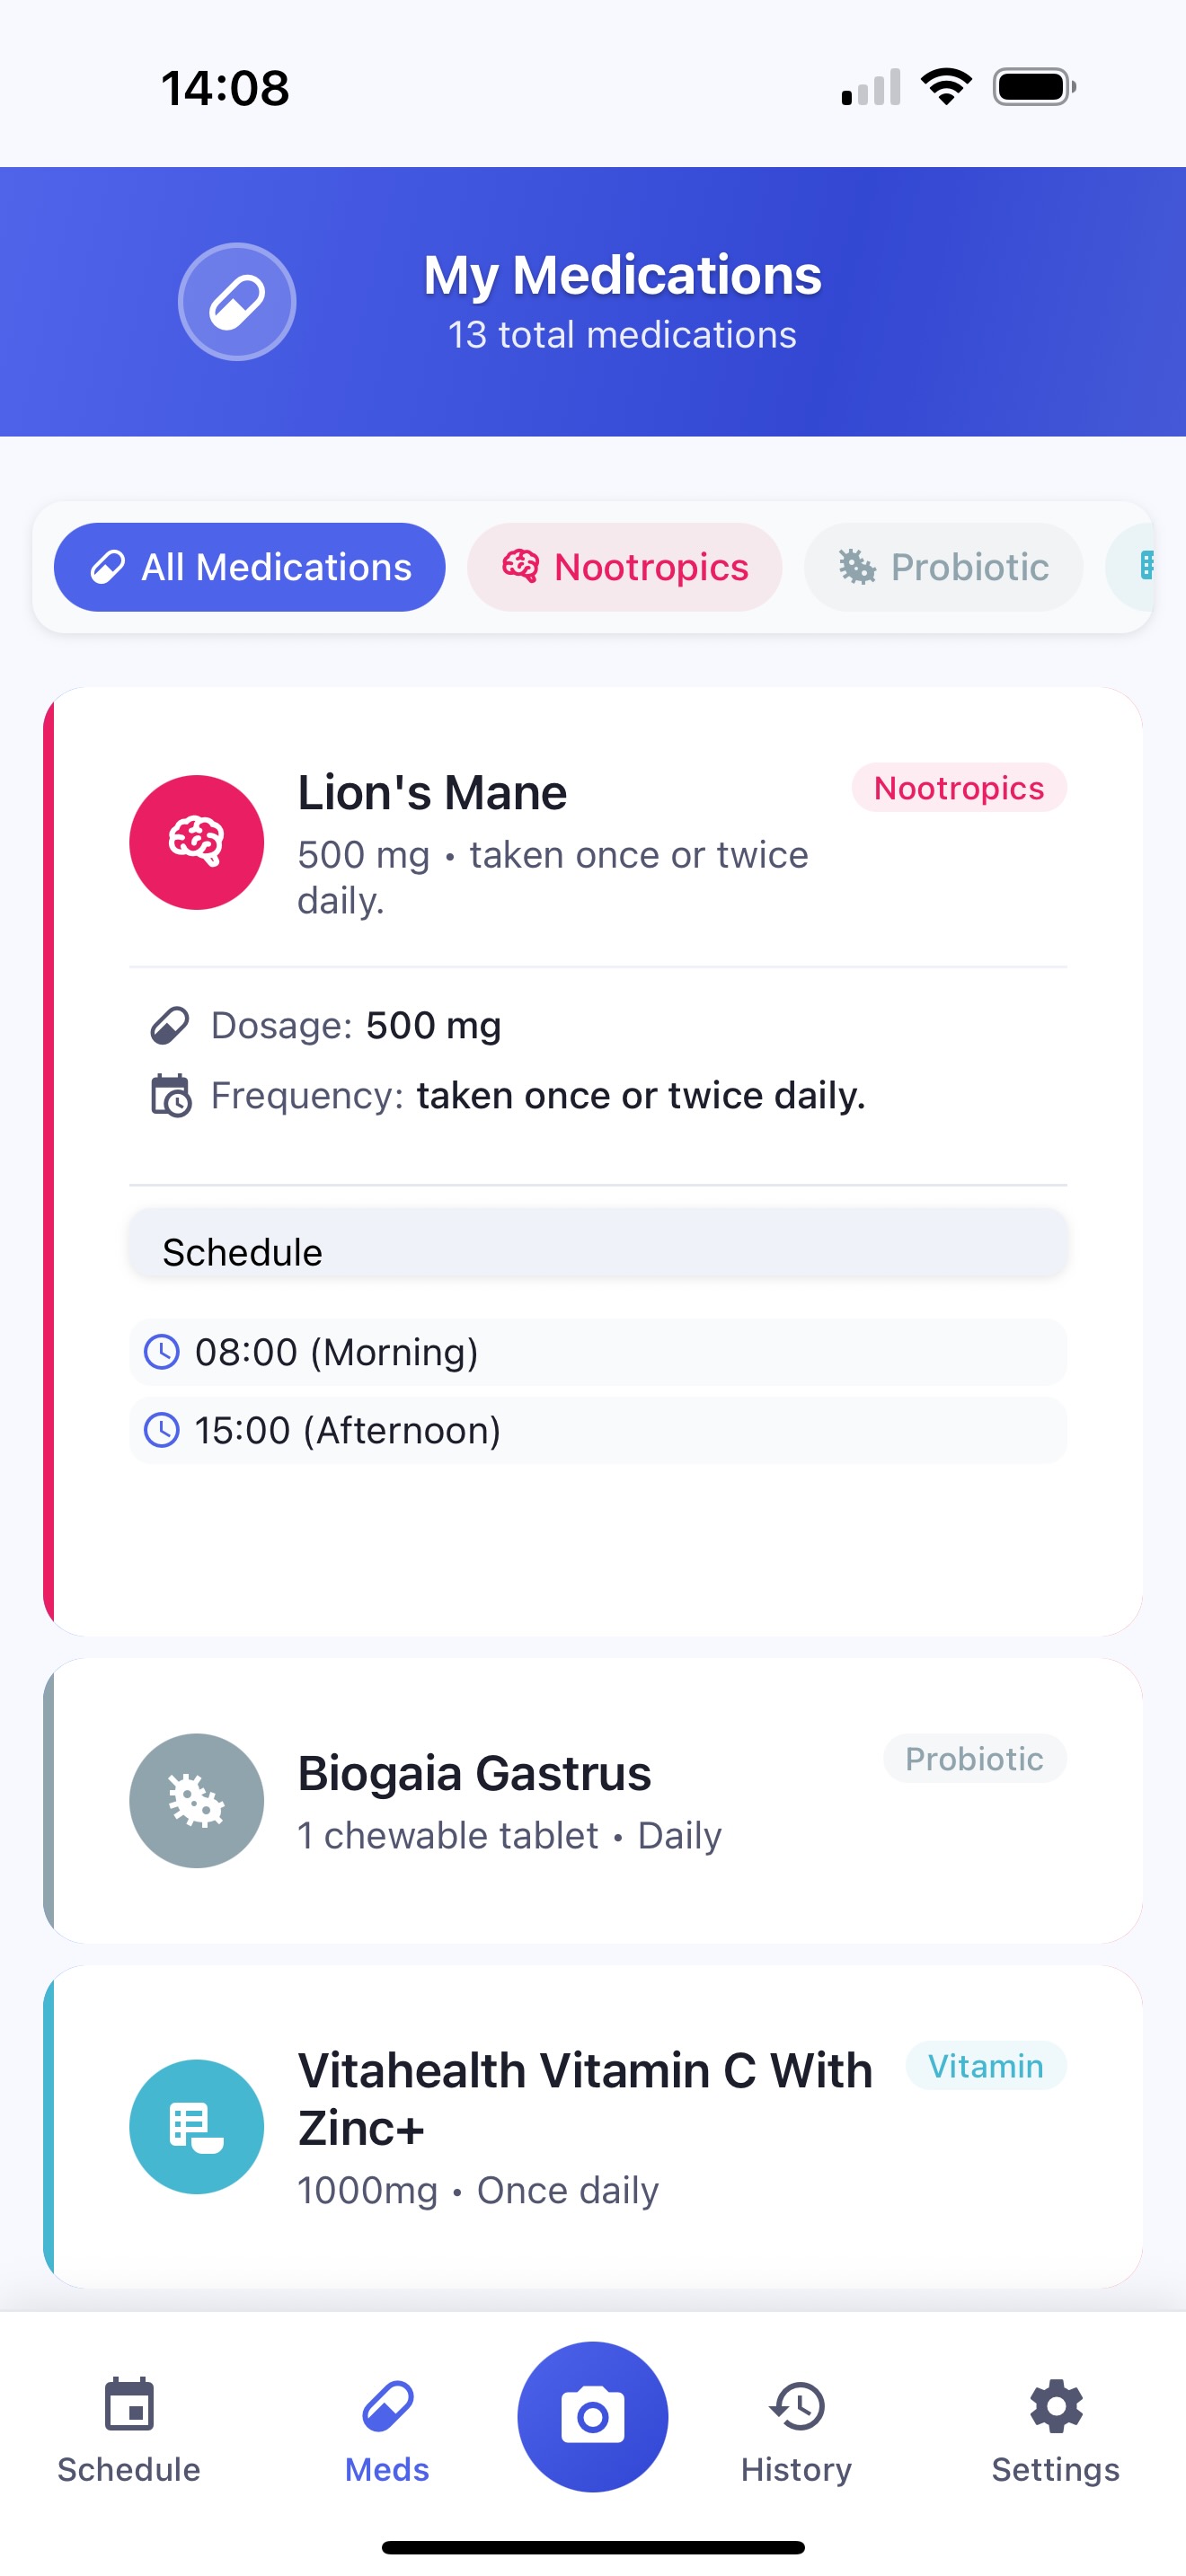 14:08
My Medications
13 total medications
All Medications
Nootropics
Probiotic
Lion's Mane
Nootropics
500 mg • taken once or twice
daily.
Dosage: 500 mg
Frequency: taken once or twice daily.
Schedule
08:00 (Morning)
15:00 (Afternoon)
Biogaia Gastrus
Probiotic
1 chewable tablet • Daily
Vitahealth Vitamin C With
Zinc+
Vitamin
1000mg • Once daily
Schedule
Meds
History
Settings